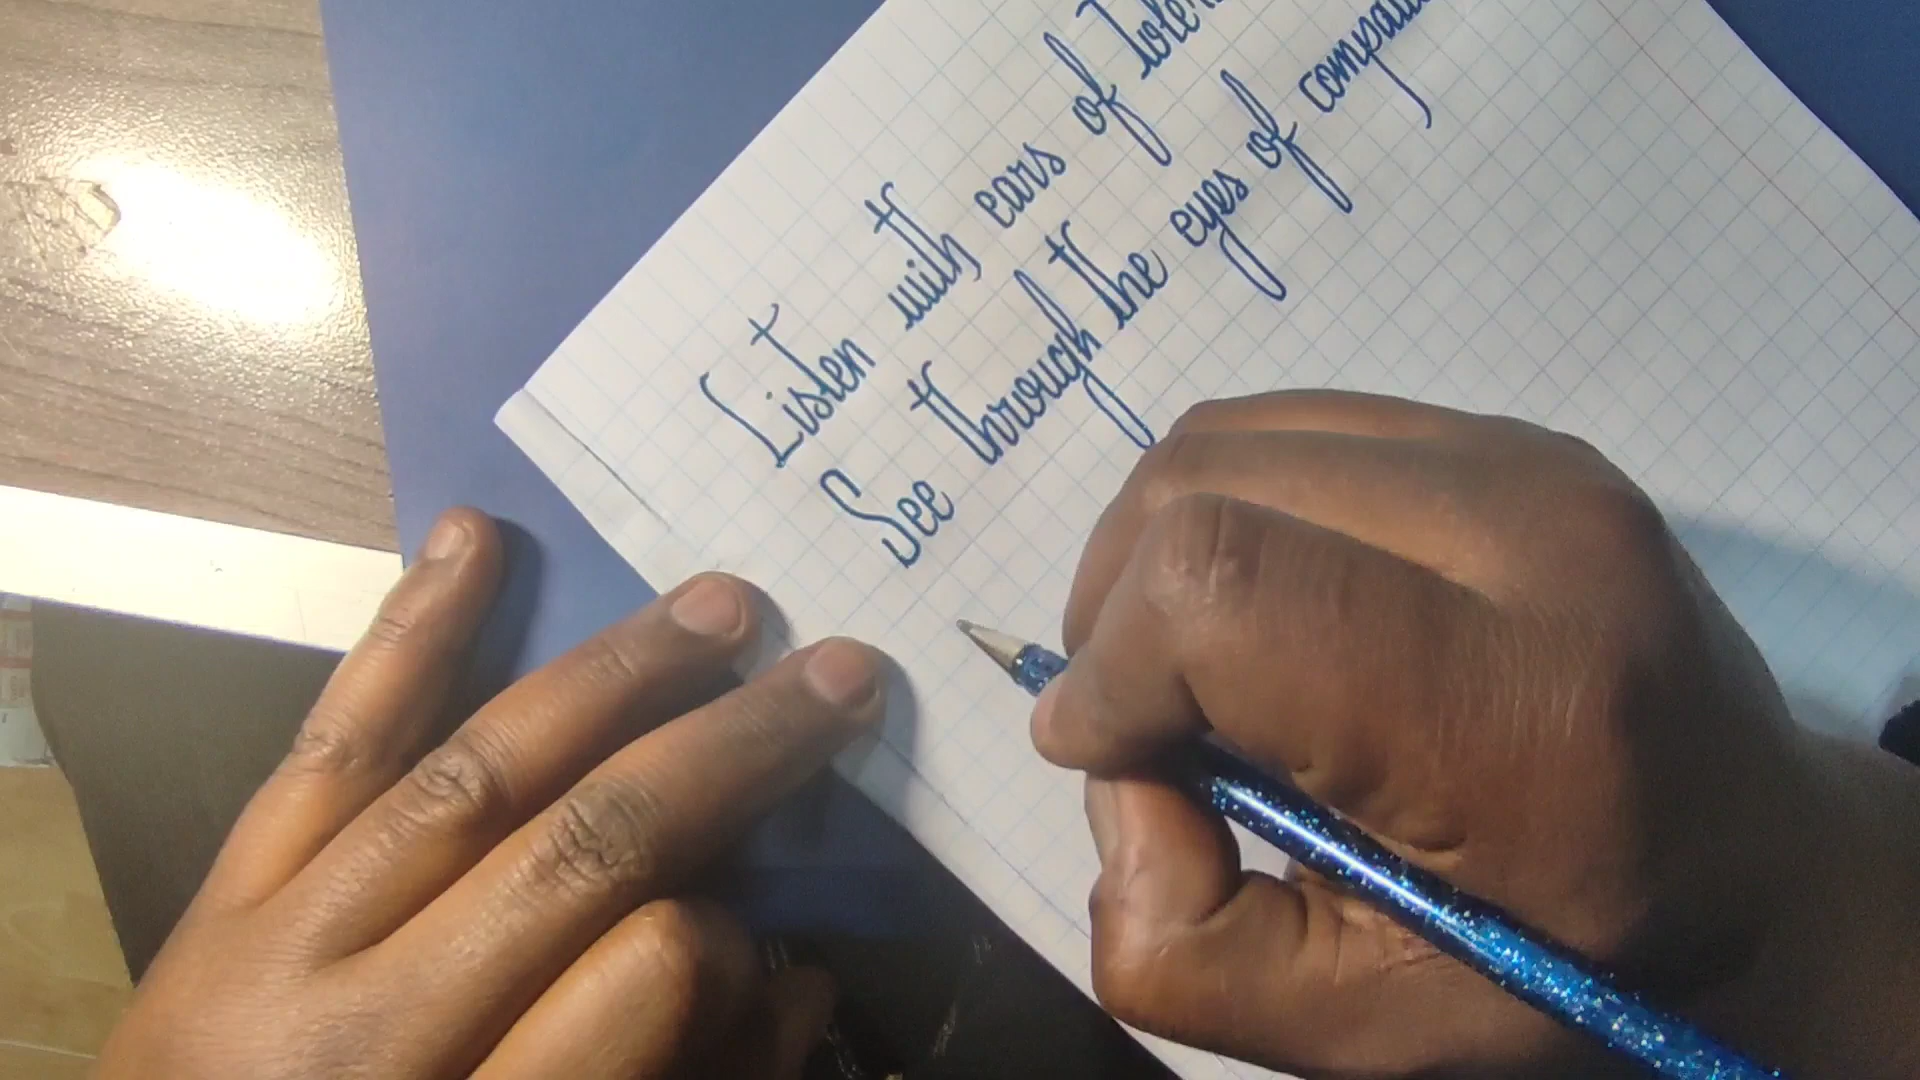 Listen with ears of
See through the eyes of